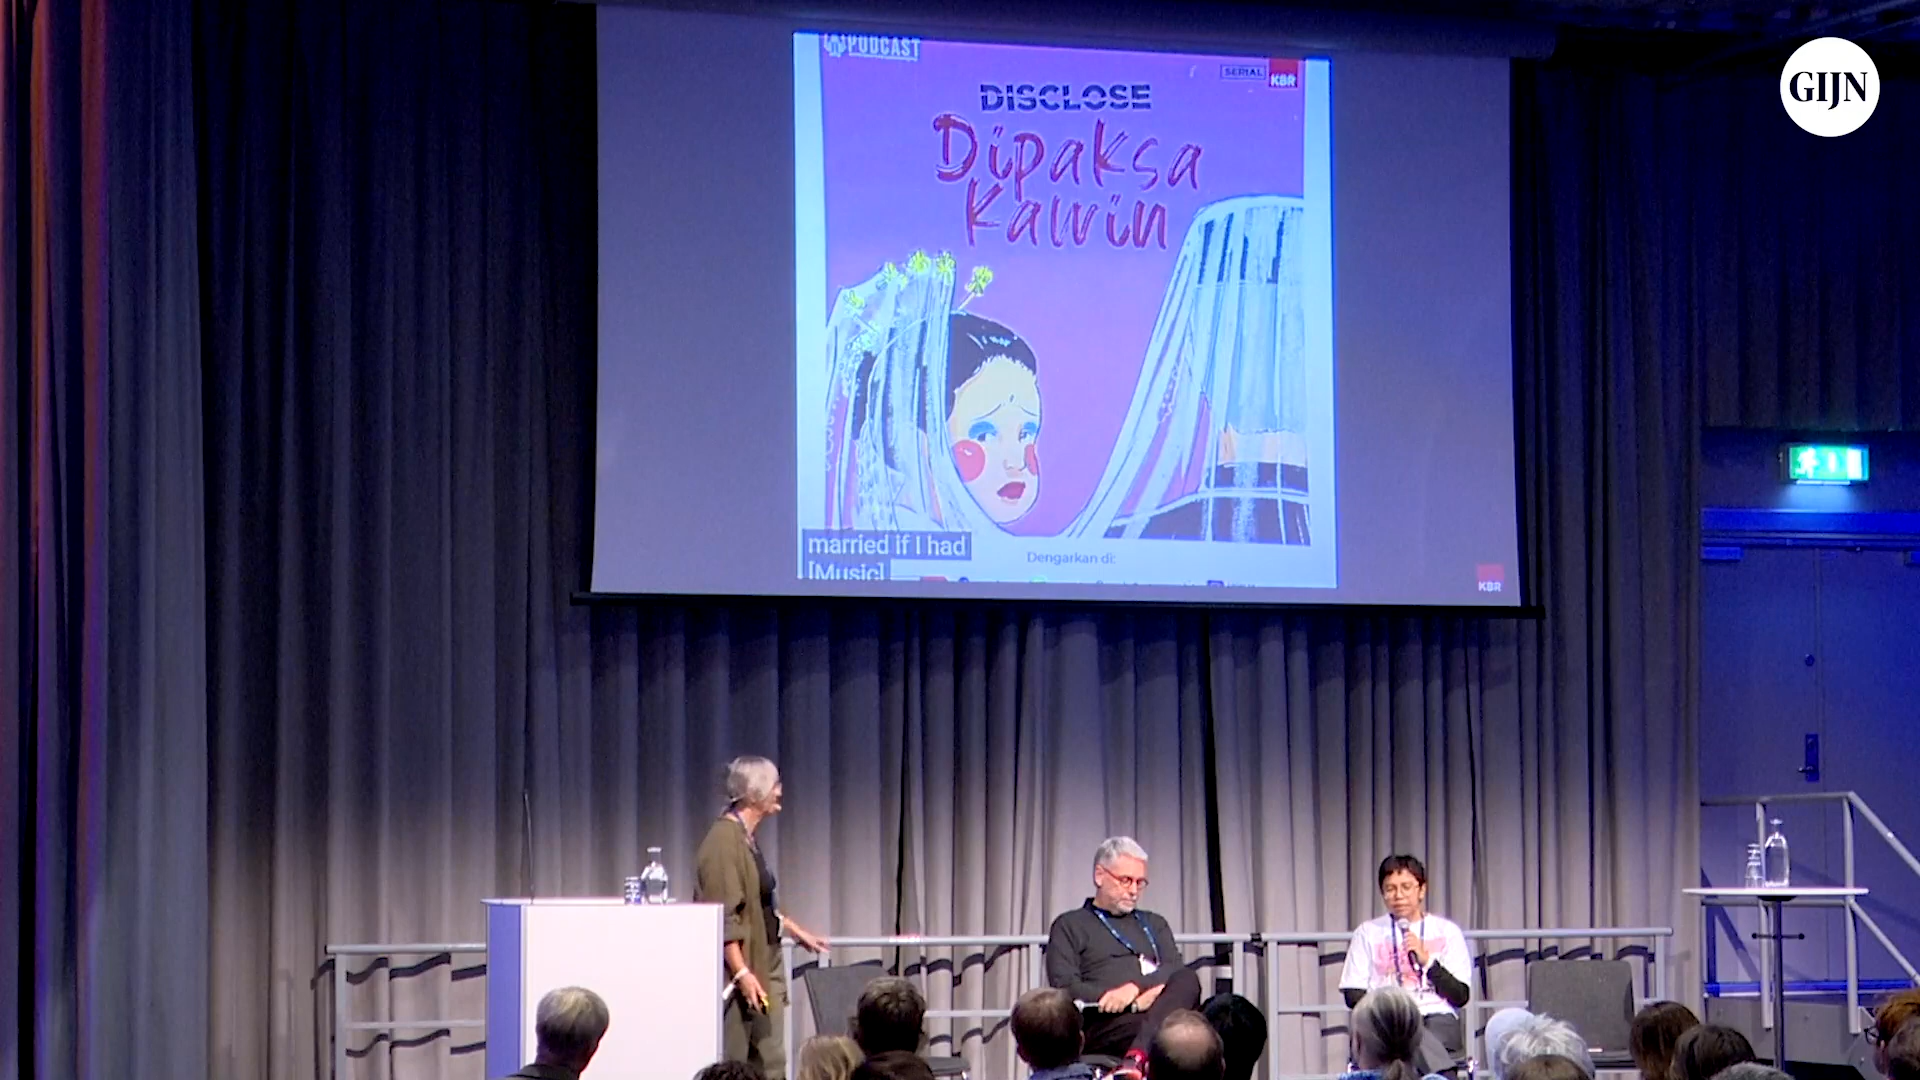 PODCAST
SERIAL
KBR
DISCLOSE
Dipaksa
Kawin
married if I had
[Music]
Dengarkan di:
KBR
GIJN